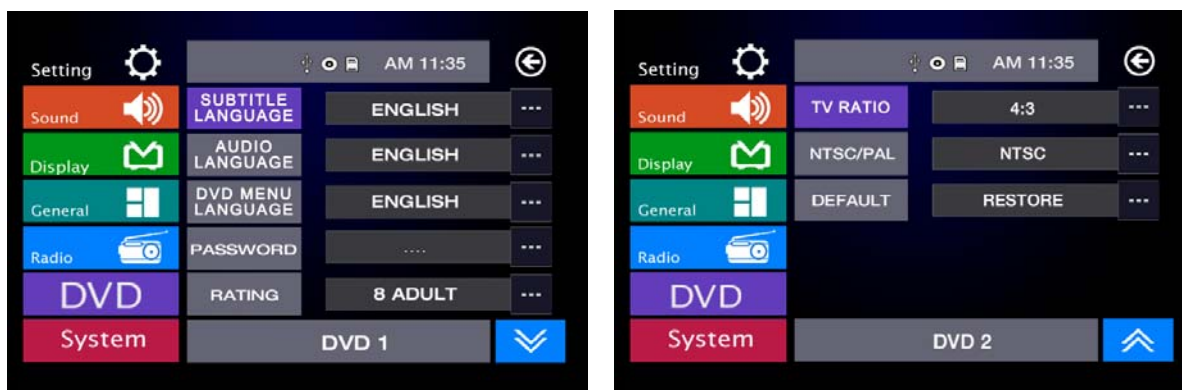 Setting
AM 11:35
Sound
SUBTITLE
LANGUAGE
ENGLISH
...
Display
AUDIO
LANGUAGE
ENGLISH
...
General
DVD MENU
LANGUAGE
ENGLISH
...
Radio
PASSWORD
....
...
DVD
RATING
8 ADULT
...
System
DVD 1
Setting
AM 11:35
Sound
TV RATIO
4:3
...
Display
NTSC/PAL
NTSC
...
General
DEFAULT
RESTORE
...
Radio
DVD
System
DVD 2